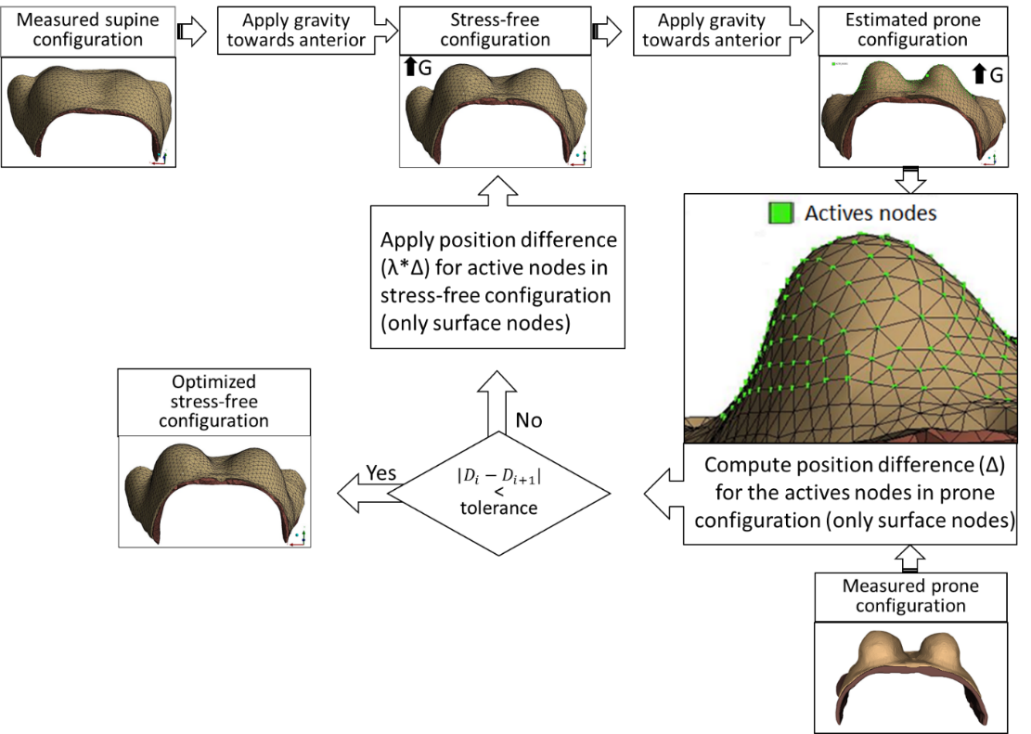 Measured supine
configuration
Apply gravity
towards anterior
Stress-free
configuration
G
Apply gravity
towards anterior
Estimated prone
configuration
G
Actives nodes
Apply position difference
(λ*Δ) for active nodes in
stress-free configuration
(only surface nodes)
Optimized
stress-free
configuration
No
Yes
|D_i − D_{i+1}|
<
tolerance
Compute position difference (Δ)
for the actives nodes in prone
configuration (only surface nodes)
Measured prone
configuration